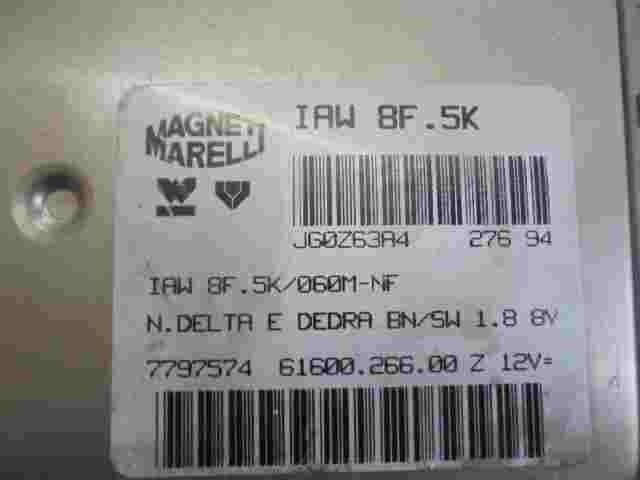 MAGNETI
MARELLI
IAW 8F.5K
JG0Z63A4 276 94
IAW 8F.5K/060M-NF
N.DELTA E DEDRA BN/SW 1.8 8V
7797574 61600.266.00 Z 12V=